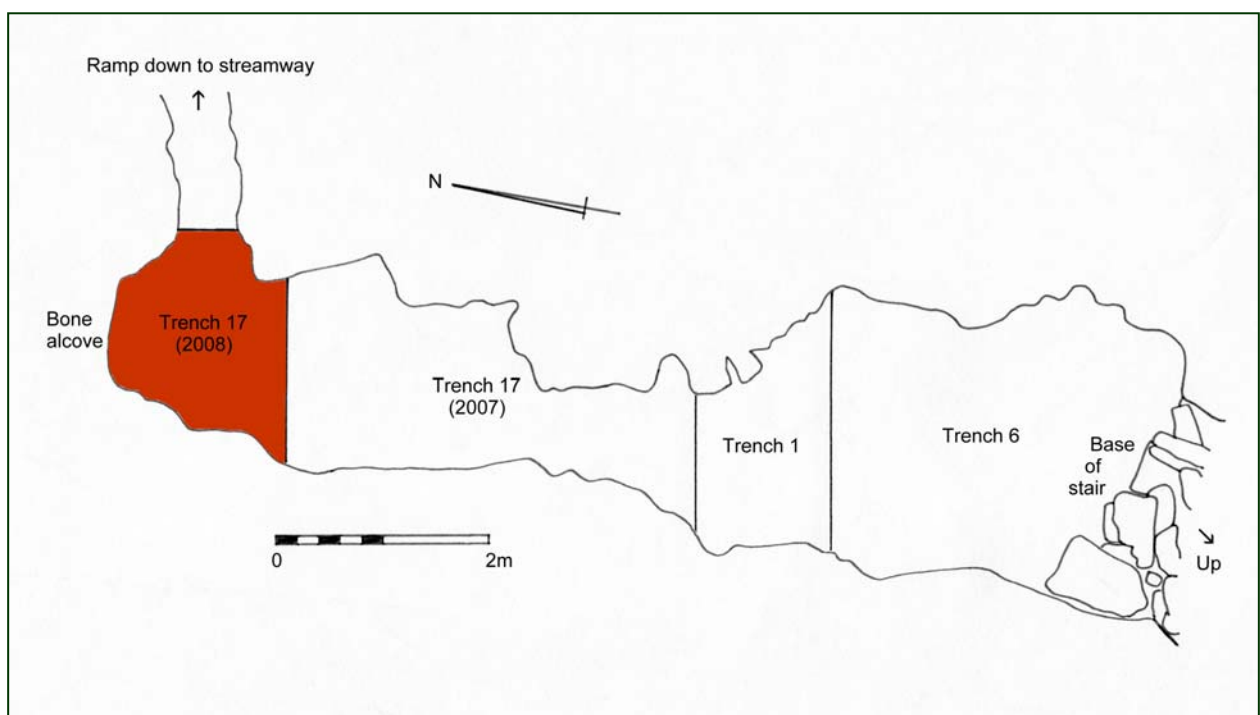 Ramp down to streamway
↑
N
Bone
alcove
Trench 17
(2008)
Trench 17
(2007)
Trench 1
Trench 6
Base
of
stair
↘
Up
0
2m